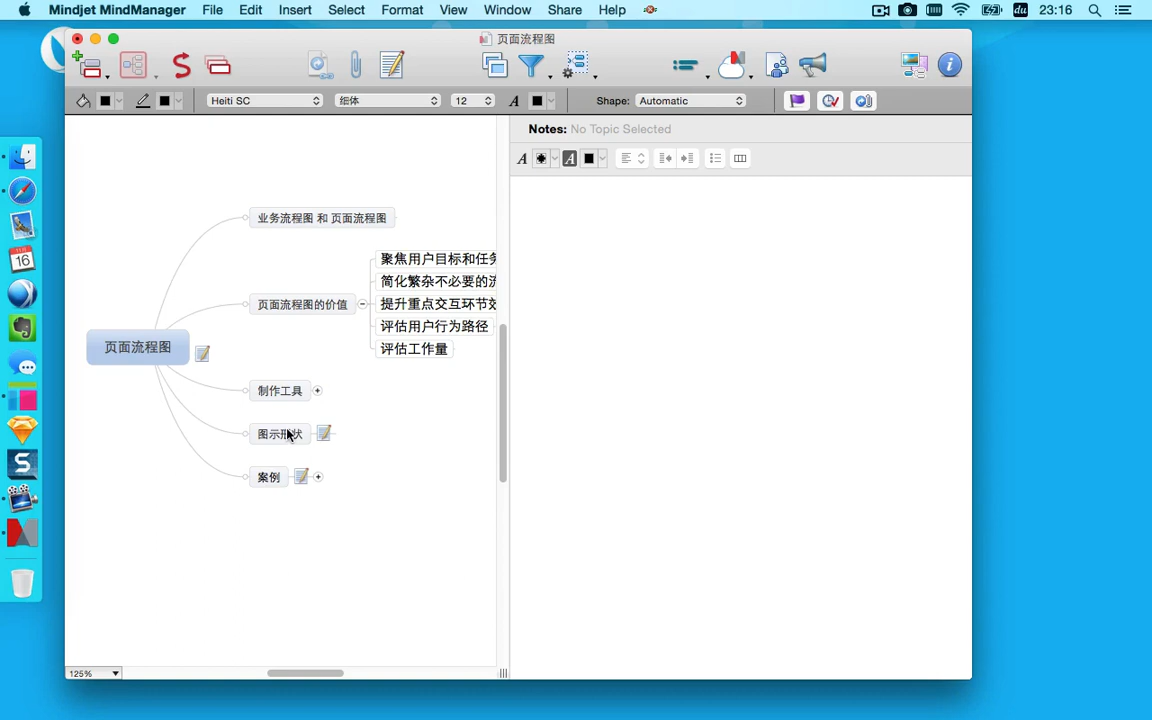 Mindjet MindManager File Edit Insert Select Format View Window Share Help du 23:16
页面流程图
Heiti SC 细体 12 A Shape: Automatic
Notes: No Topic Selected
A A
业务流程图 和 页面流程图
聚焦用户目标和任务
简化繁杂不必要的流
页面流程图的价值
提升重点交互环节效
评估用户行为路径
评估工作量
页面流程图
制作工具
图示形状
案例
125%
16
S